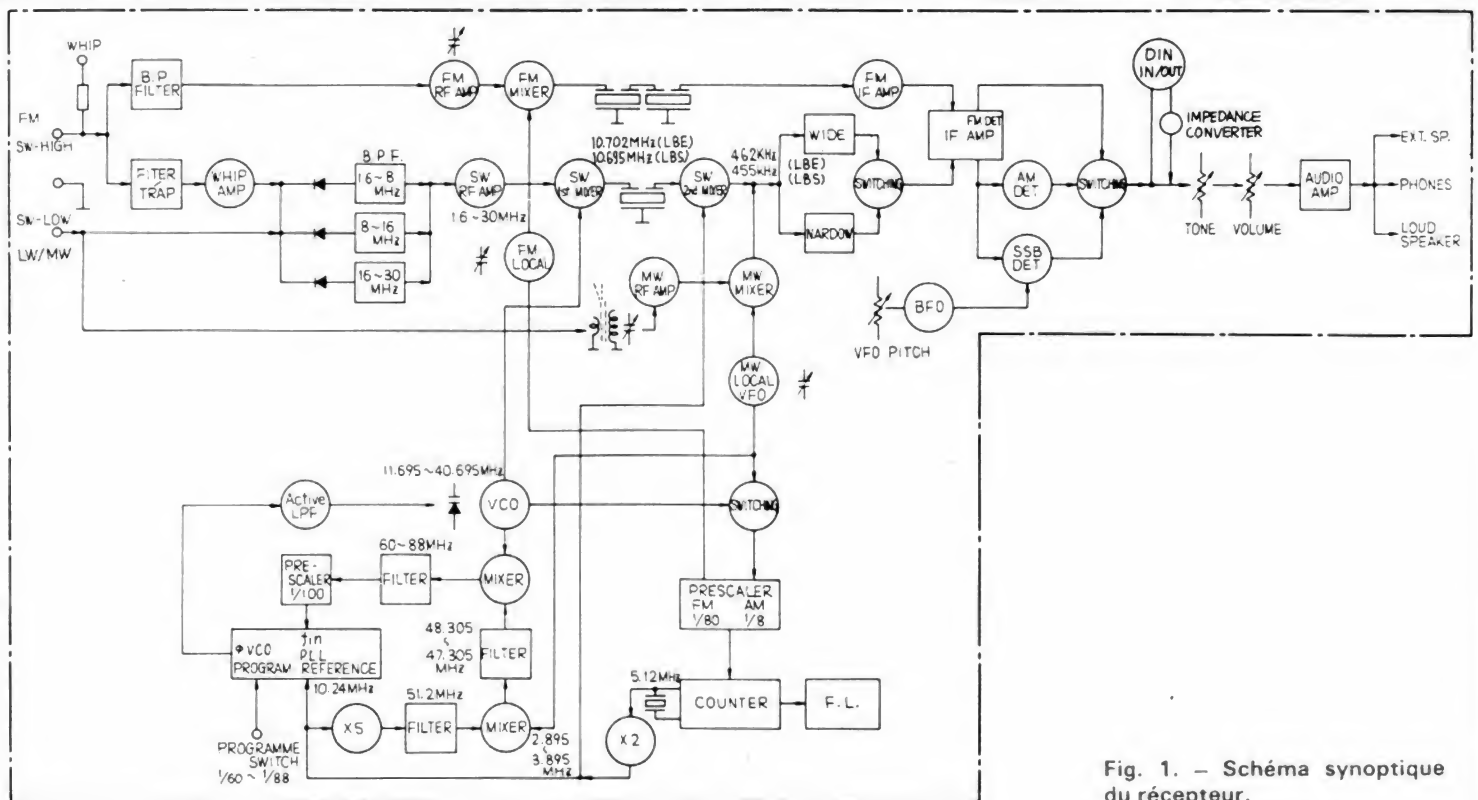 WHIP
FM
SW-HIGH
SW-LOW
LW/MW
B.P.
FILTER
FM
RF AMP
FM
MIXER
FM
IF AMP
FM DET
IF AMP
DIN
IN/OUT
IMPEDANCE
CONVERTER
FITER
TRAP
WHIP
AMP
B.P.F.
1.6~8
MHz
8~16
MHz
16~30
MHz
SW
RF AMP
1.6~30MHz
SW
1st MIXER
10.702MHz (LBE)
10.695MHz (LBS)
SW
2nd MIXER
462KHz
455kHz
(LBE)
(LBS)
WIDE
NARDOW
SWITCHING
AM
DET
SSB
DET
SWITCHING
BFO
VFO PITCH
TONE
VOLUME
AUDIO
AMP
EXT. SP.
PHONES
LOUD
SPEAKER
FM
LOCAL
MW
RF AMP
MW
MIXER
MW
LOCAL
VFO
11.695~40.695MHz
Active
LPF
VCO
SWITCHING
60~88MHz
PRE-
SCALER
1/100
FILTER
MIXER
PRESCALER
FM AM
1/80 1/8
φ VCO fin
PLL
PROGRAM REFERENCE
10.24MHz
48.305
~
47.305
MHz
FILTER
51.2MHz
X5
FILTER
MIXER
2.895
~
3.895
MHz
5.12MHz
X2
COUNTER
F.L.
PROGRAMME
SWITCH
1/60 ~ 1/88
Fig. 1. – Schéma synoptique
du récepteur.